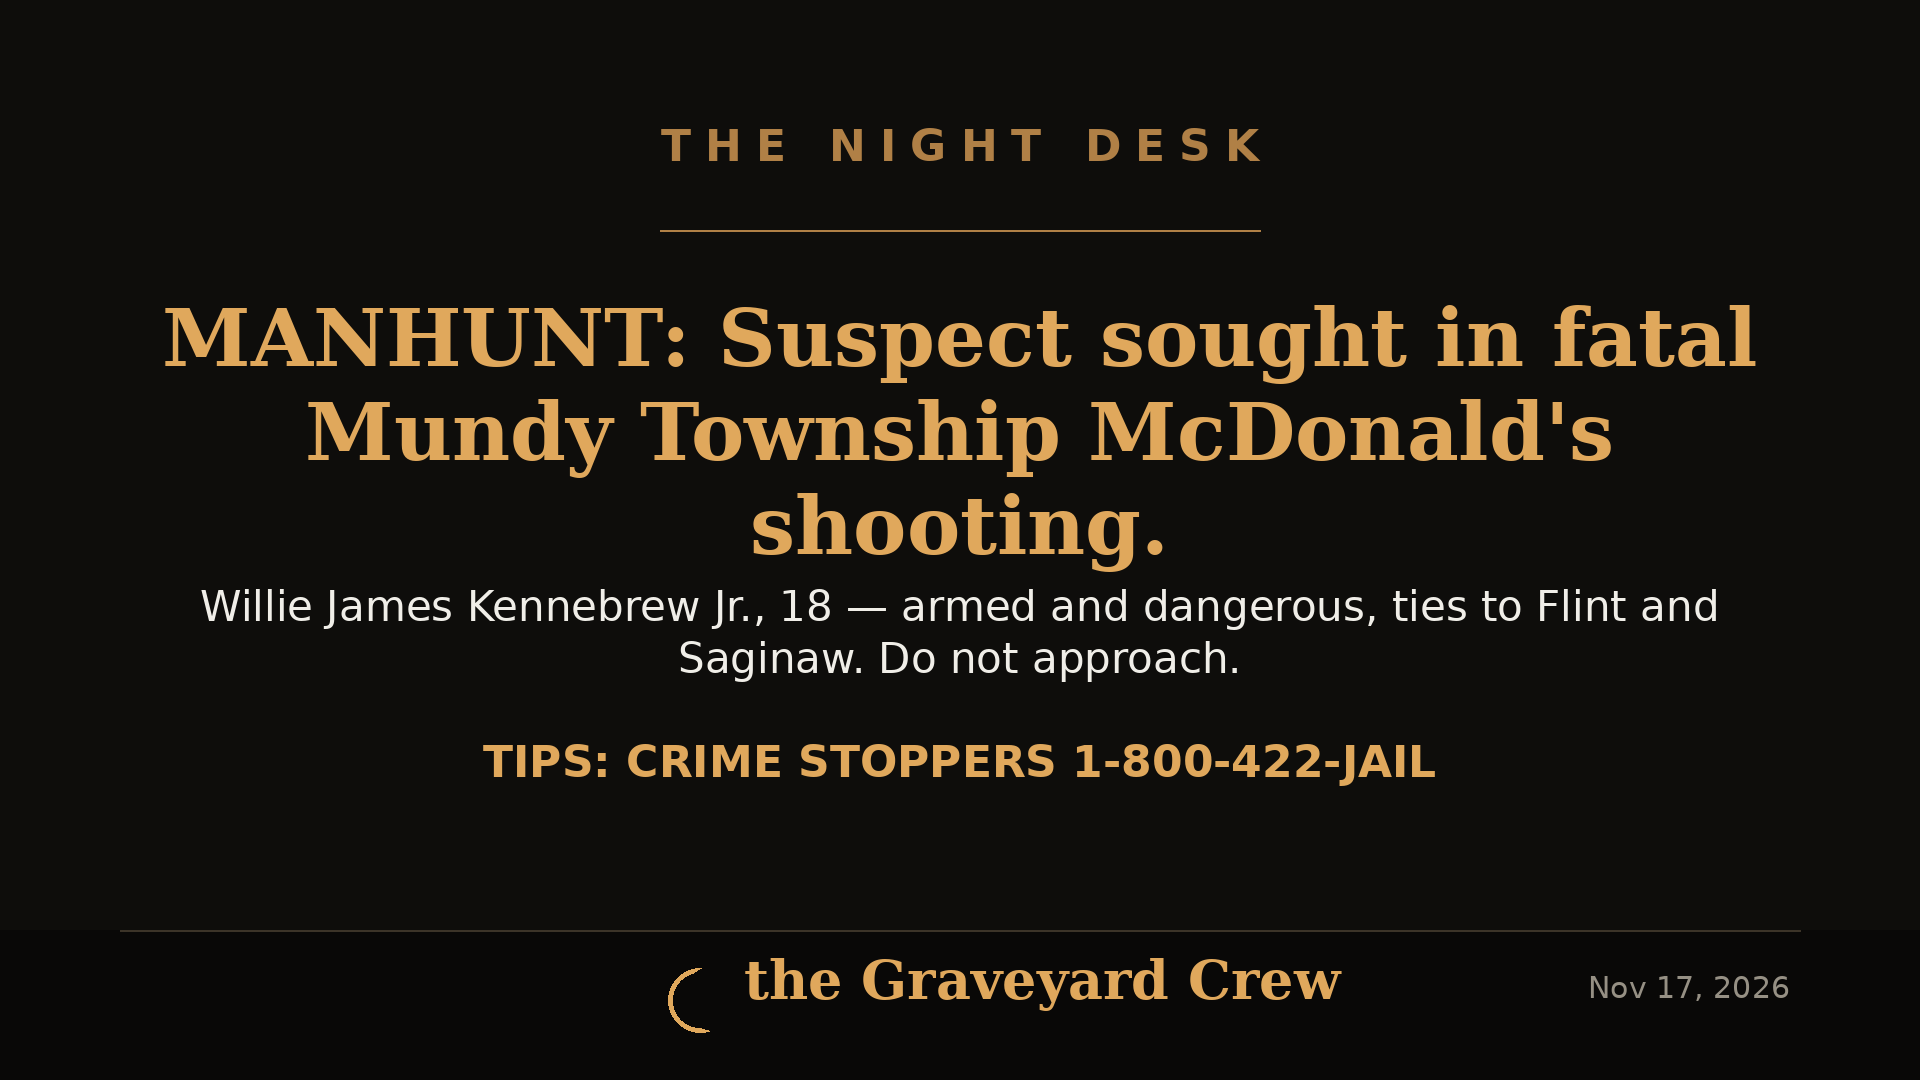 THE NIGHT DESK
MANHUNT: Suspect sought in fatal
Mundy Township McDonald's
shooting.
Willie James Kennebrew Jr., 18 — armed and dangerous, ties to Flint and
Saginaw. Do not approach.
TIPS: CRIME STOPPERS 1-800-422-JAIL
the Graveyard Crew
Nov 17, 2026